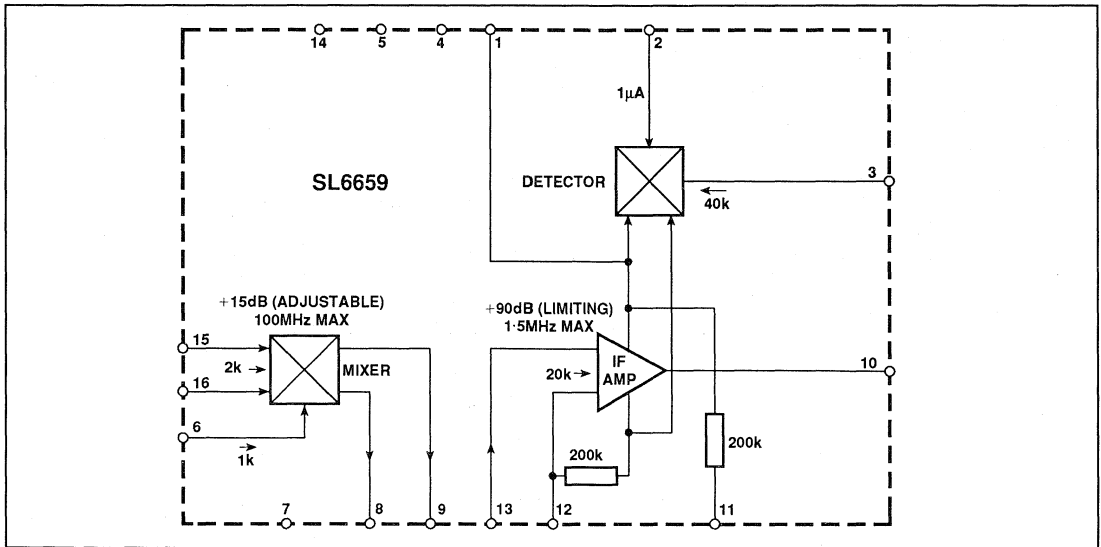 14
5
4
1
2
1µA
SL6659
DETECTOR
3
40k
+15dB (ADJUSTABLE)
100MHz MAX
+90dB (LIMITING)
1·5MHz MAX
15
2k
MIXER
16
IF
AMP
20k
10
6
1k
200k
200k
7
8
9
13
12
11